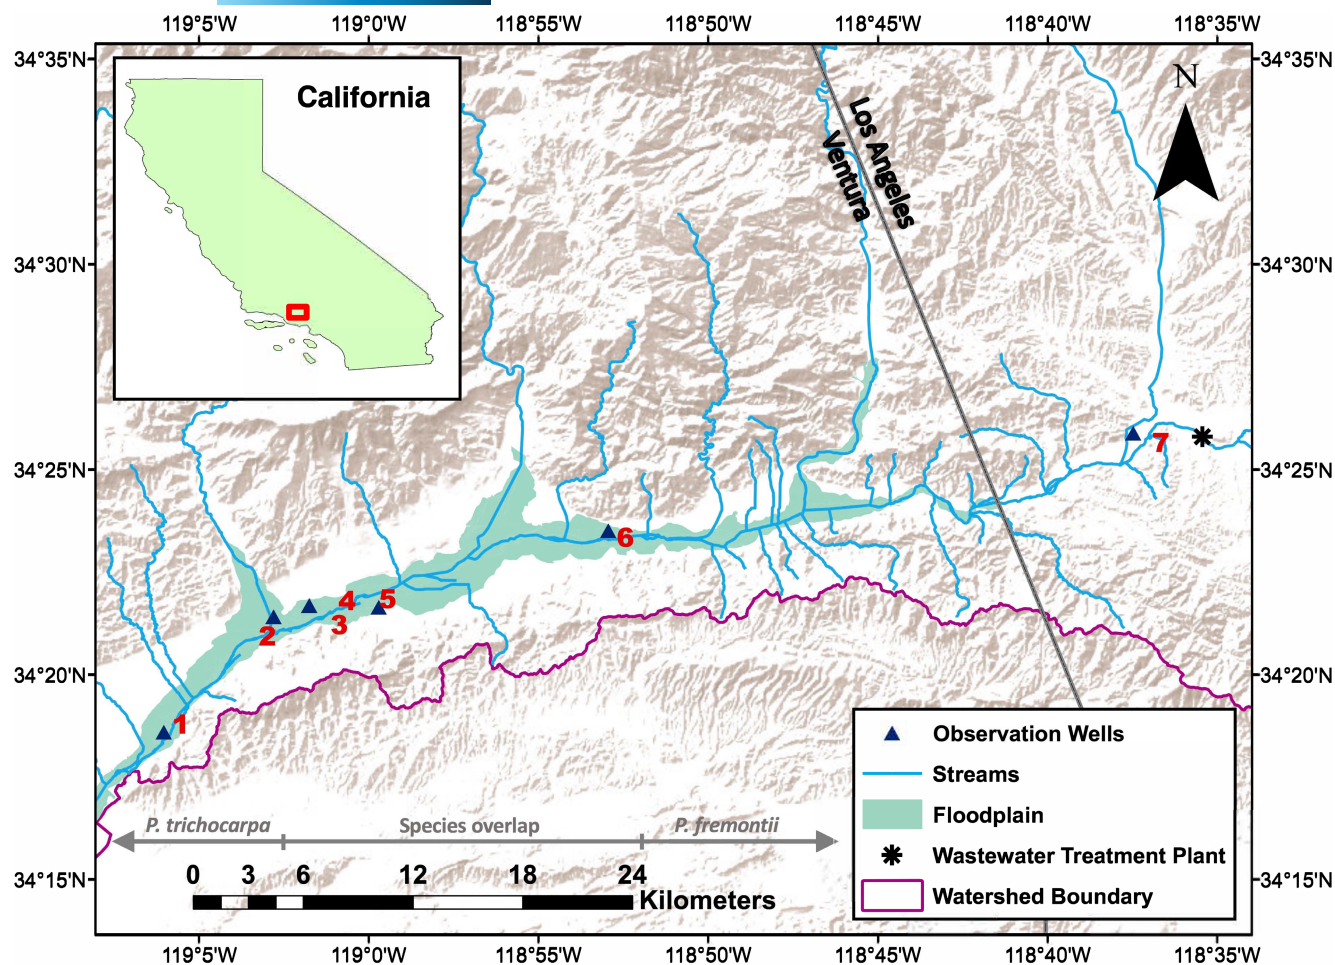 119°5'W 119°0'W 118°55'W 118°50'W 118°45'W 118°40'W 118°35'W
34°35'N 34°35'N
California
N
Los Angeles
Ventura
34°30'N 34°30'N
34°25'N 34°25'N
7
6
5
4
3
2
34°20'N 34°20'N
1
Observation Wells
Streams
Floodplain
Wastewater Treatment Plant
Watershed Boundary
P. trichocarpa Species overlap P. fremontii
0 3 6 12 18 24
Kilometers
34°15'N 34°15'N
119°5'W 119°0'W 118°55'W 118°50'W 118°45'W 118°40'W 118°35'W